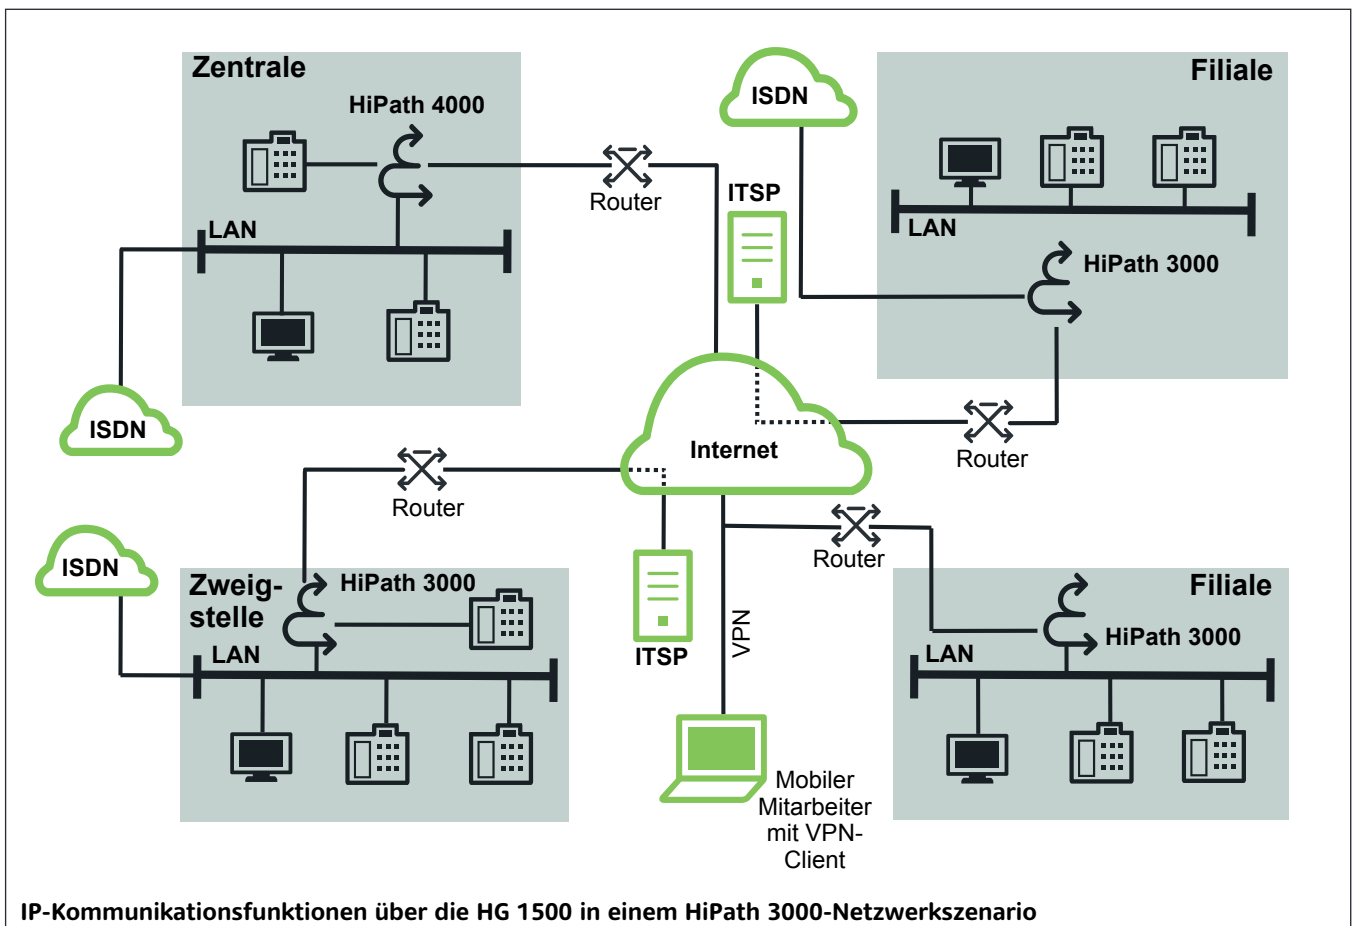 Zentrale
HiPath 4000
LAN
Router
ISDN
ISDN
ITSP
Filiale
LAN
HiPath 3000
Router
Internet
Router
ISDN
Zweig-
stelle
HiPath 3000
LAN
ITSP
VPN
Router
Filiale
HiPath 3000
LAN
Mobiler
Mitarbeiter
mit VPN-
Client
IP-Kommunikationsfunktionen über die HG 1500 in einem HiPath 3000-Netzwerkszenario